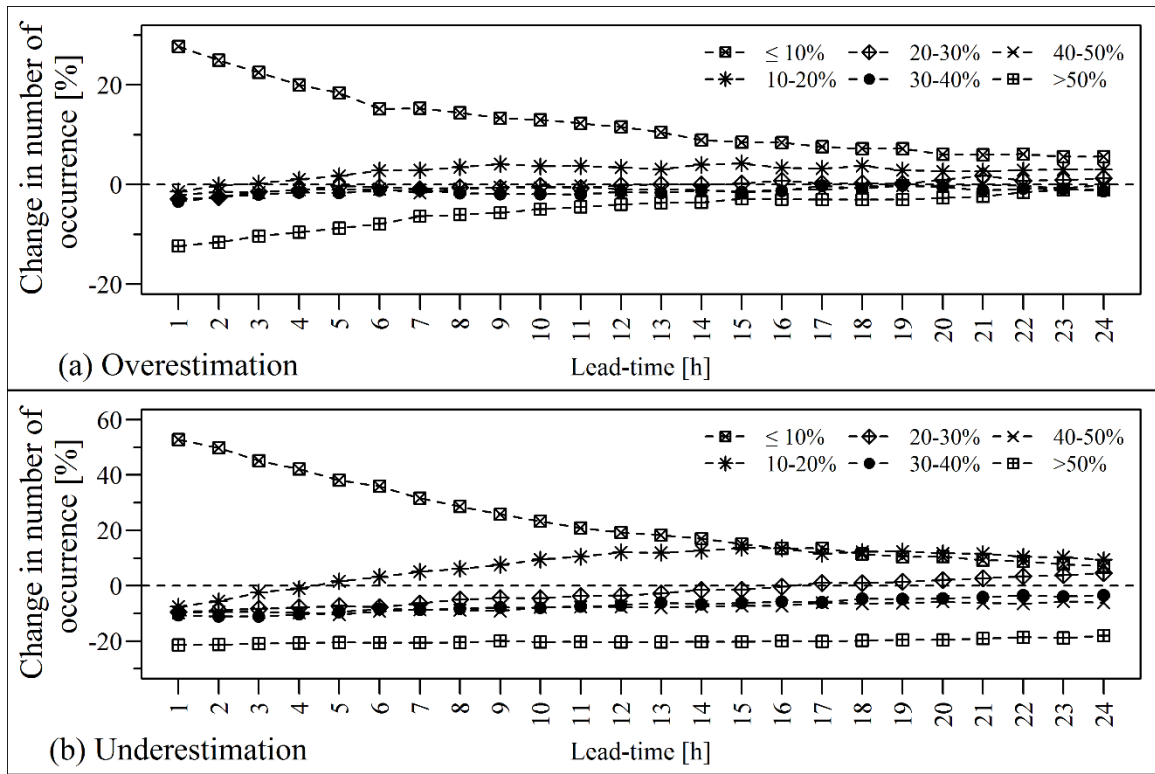 Change in number of
occurrence [%]
20
0
-20
≤ 10%
20-30%
40-50%
10-20%
30-40%
>50%
1 2 3 4 5 6 7 8 9 10 11 12 13 14 15 16 17 18 19 20 21 22 23 24
(a) Overestimation
Lead-time [h]
Change in number of
occurrence [%]
60
40
20
0
-20
≤ 10%
20-30%
40-50%
10-20%
30-40%
>50%
1 2 3 4 5 6 7 8 9 10 11 12 13 14 15 16 17 18 19 20 21 22 23 24
(b) Underestimation
Lead-time [h]